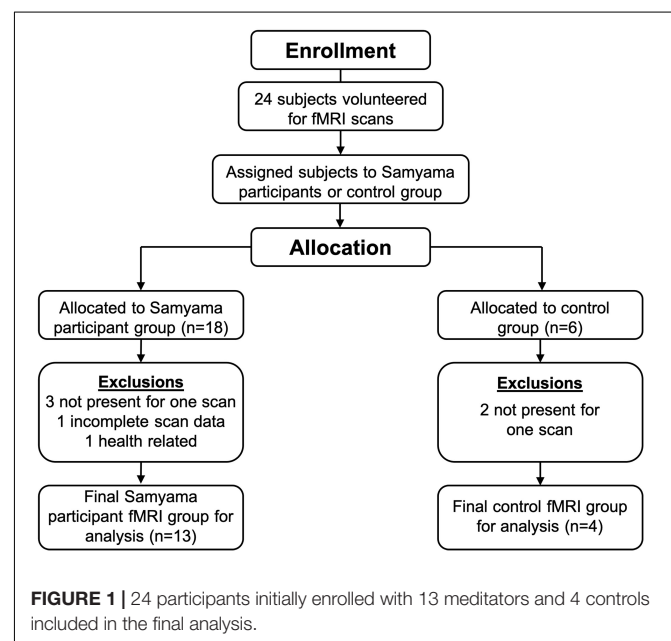 Enrollment
24 subjects volunteered
for fMRI scans
Assigned subjects to Samyama
participants or control group
Allocation
Allocated to Samyama
participant group (n=18)
Exclusions
3 not present for one scan
1 incomplete scan data
1 health related
Final Samyama
participant fMRI group for
analysis (n=13)
Allocated to control
group (n=6)
Exclusions
2 not present for
one scan
Final control fMRI group
for analysis (n=4)
FIGURE 1 | 24 participants initially enrolled with 13 meditators and 4 controls
included in the final analysis.